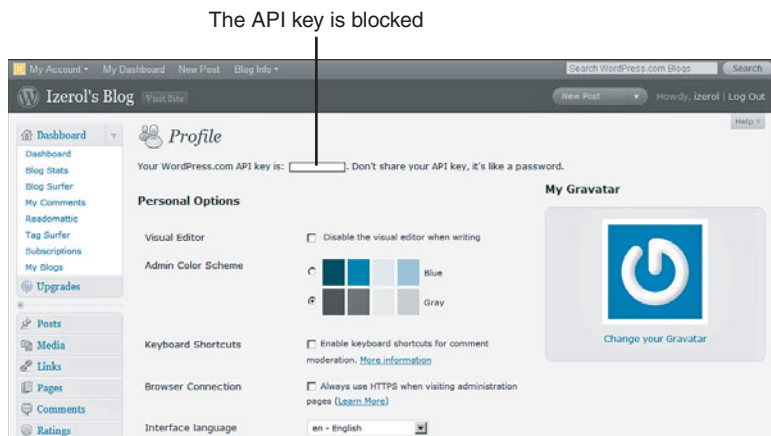 The API key is blocked
My Account My Dashboard New Post Blog Info
Search WordPress.com Blogs Search
Izerol's Blog Visit Site
New Post Howdy, izerol | Log Out
Help
Dashboard
Dashboard
Blog Stats
Blog Surfer
My Comments
Readomattic
Tag Surfer
Subscriptions
My Blogs
Upgrades
Posts
Media
Links
Pages
Comments
Ratings
Profile
Your WordPress.com API key is: . Don't share your API key, it's like a password.
Personal Options
Visual Editor Disable the visual editor when writing
Admin Color Scheme
Blue
Gray
Keyboard Shortcuts Enable keyboard shortcuts for comment
moderation. More information
Browser Connection Always use HTTPS when visiting administration
pages (Learn More)
Interface language en - English
My Gravatar
Change your Gravatar